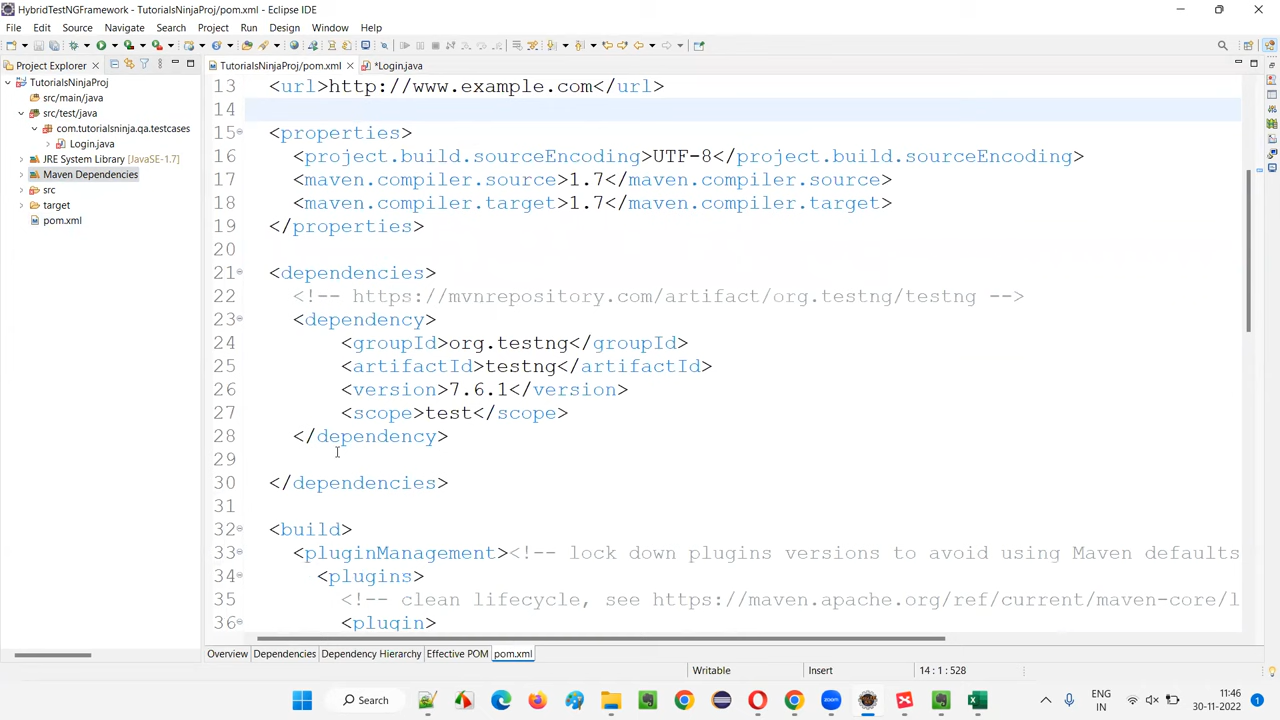 HybridTestNGFramework - TutorialsNinjaProj/pom.xml - Eclipse IDE
File Edit Source Navigate Search Project Run Design Window Help
Project Explorer
TutorialsNinjaProj/pom.xml
*Login.java
TutorialsNinjaProj
src/main/java
src/test/java
com.tutorialsninja.qa.testcases
Login.java
JRE System Library [JavaSE-1.7]
Maven Dependencies
src
target
pom.xml
13 <url>http://www.example.com</url>
14
15 <properties>
16 <project.build.sourceEncoding>UTF-8</project.build.sourceEncoding>
17 <maven.compiler.source>1.7</maven.compiler.source>
18 <maven.compiler.target>1.7</maven.compiler.target>
19 </properties>
20
21 <dependencies>
22 <!-- https://mvnrepository.com/artifact/org.testng/testng -->
23 <dependency>
24 <groupId>org.testng</groupId>
25 <artifactId>testng</artifactId>
26 <version>7.6.1</version>
27 <scope>test</scope>
28 </dependency>
29
30 </dependencies>
31
32 <build>
33 <pluginManagement><!-- lock down plugins versions to avoid using Maven defaults
34 <plugins>
35 <!-- clean lifecycle, see https://maven.apache.org/ref/current/maven-core/l
36 <plugin>
Overview Dependencies Dependency Hierarchy Effective POM pom.xml
Writable Insert 14 : 1 : 528
Search
zoom
ENG
IN
11:46
30-11-2022
1